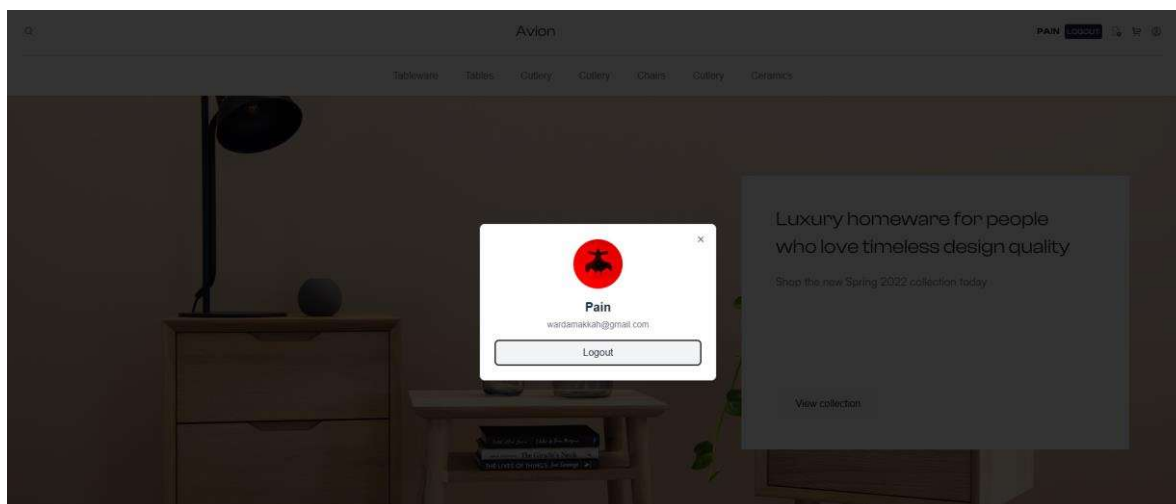 Avion
PAIN LOGOUT
Tableware Tables Cutlery Cutlery Chairs Cutlery Ceramics
Luxury homeware for people
who love timeless design quality
Shop the new Spring 2022 collection today
Pain
wardamakkah@gmail.com
Logout
View collection